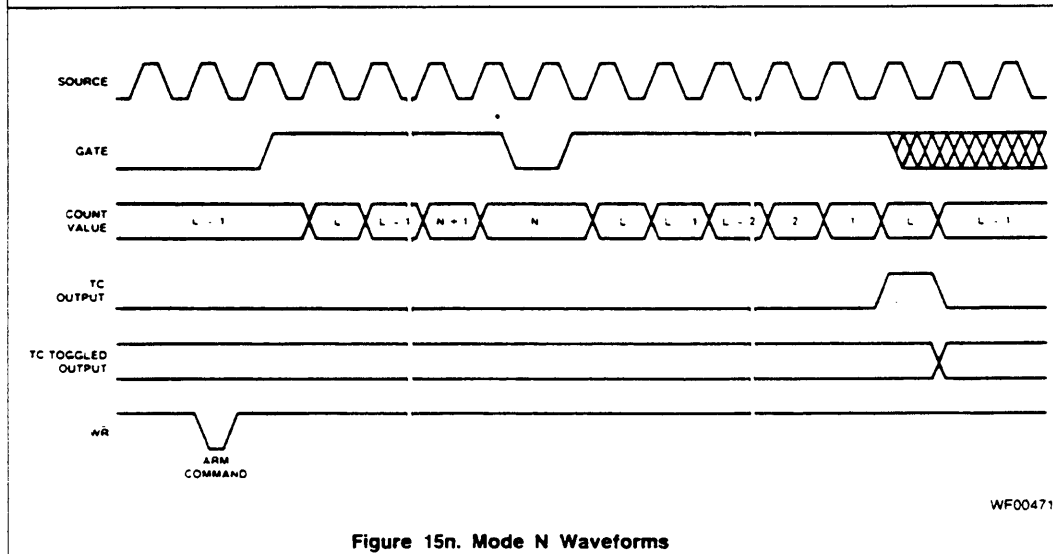 SOURCE
GATE
COUNT
VALUE
L - 1 L L - 1 N + 1 N L L - 1 L - 2 2 1 L L - 1
TC
OUTPUT
TC TOGGLED
OUTPUT
WR
ARM
COMMAND
WF00471
Figure 15n. Mode N Waveforms